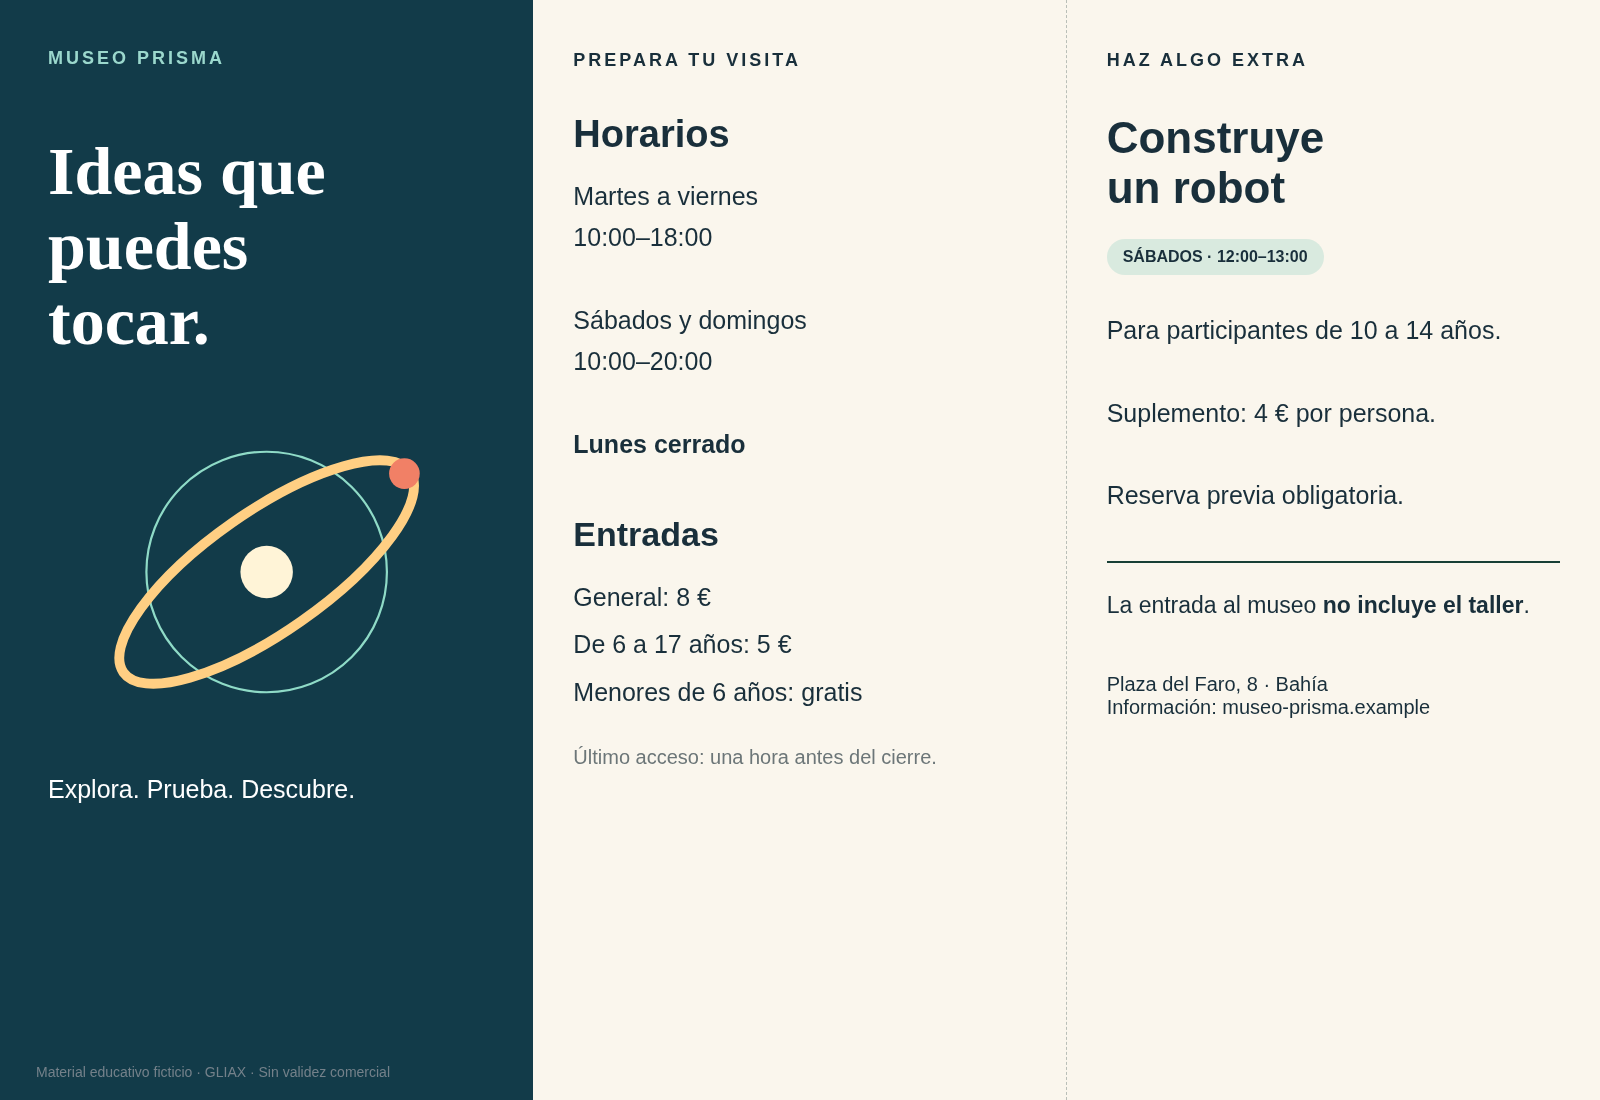 MUSEO PRISMA
Ideas que
puedes
tocar.
Explora. Prueba. Descubre.
Material educativo ficticio · GLIAX · Sin validez comercial
PREPARA TU VISITA
Horarios
Martes a viernes
10:00–18:00
Sábados y domingos
10:00–20:00
Lunes cerrado
Entradas
General: 8 €
De 6 a 17 años: 5 €
Menores de 6 años: gratis
Último acceso: una hora antes del cierre.
HAZ ALGO EXTRA
Construye
un robot
SÁBADOS · 12:00–13:00
Para participantes de 10 a 14 años.
Suplemento: 4 € por persona.
Reserva previa obligatoria.
La entrada al museo no incluye el taller.
Plaza del Faro, 8 · Bahía
Información: museo-prisma.example